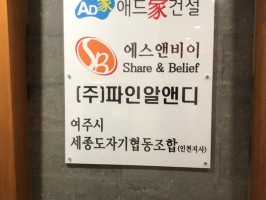 AD家 애드家건설
SB 에스앤비이
Share & Belief
(주)파인알앤디
여주시
세종도자기협동조합(인천지사)